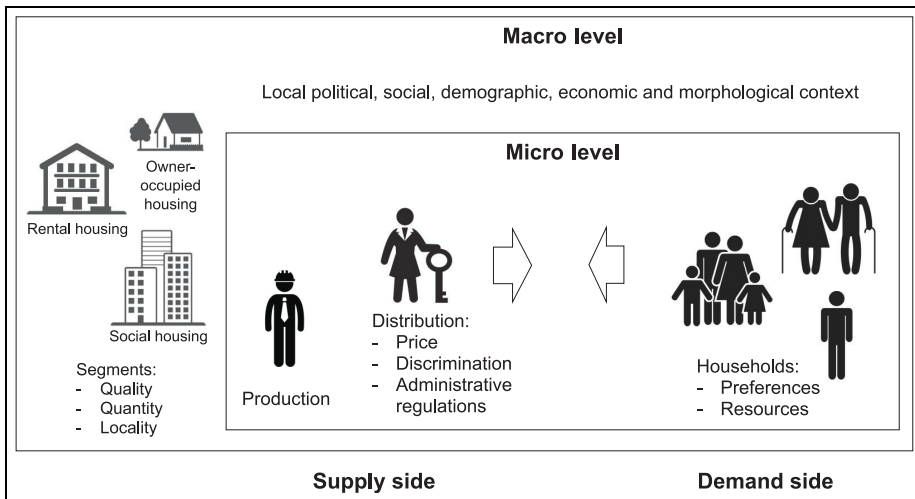 Macro level
Local political, social, demographic, economic and morphological context
Owner-
occupied
housing
Rental housing
Social housing
Segments:
- Quality
- Quantity
- Locality
Micro level
Production
Distribution:
- Price
- Discrimination
- Administrative
regulations
Households:
- Preferences
- Resources
Supply side
Demand side